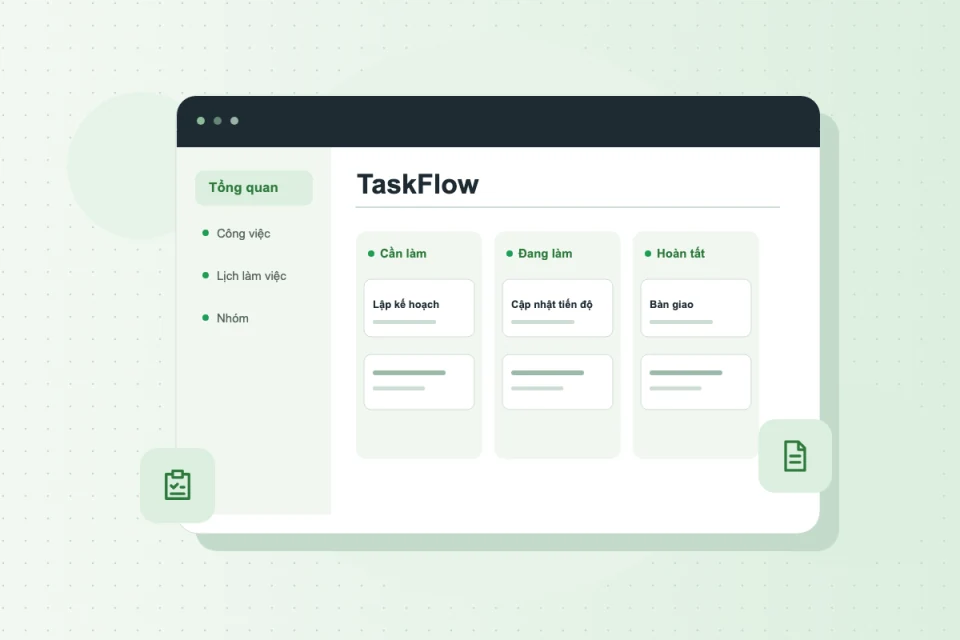 TaskFlow
Tổng quan
Công việc
Lịch làm việc
Nhóm
Cần làm
Lập kế hoạch
Đang làm
Cập nhật tiến độ
Hoàn tất
Bàn giao